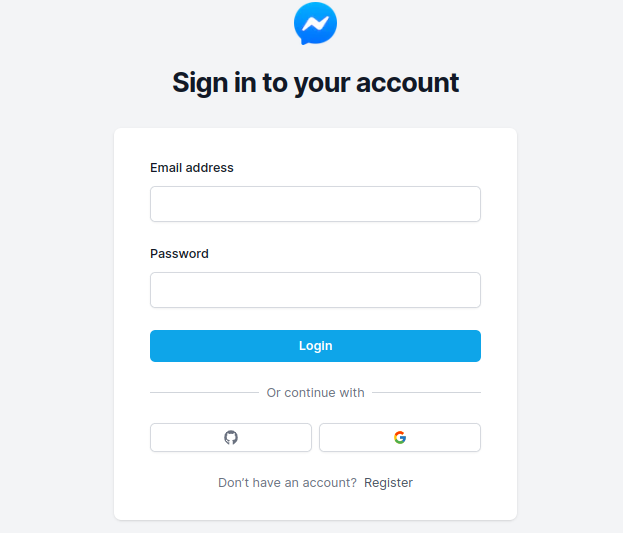 Sign in to your account
Email address
Password
Login
Or continue with
Don't have an account? Register